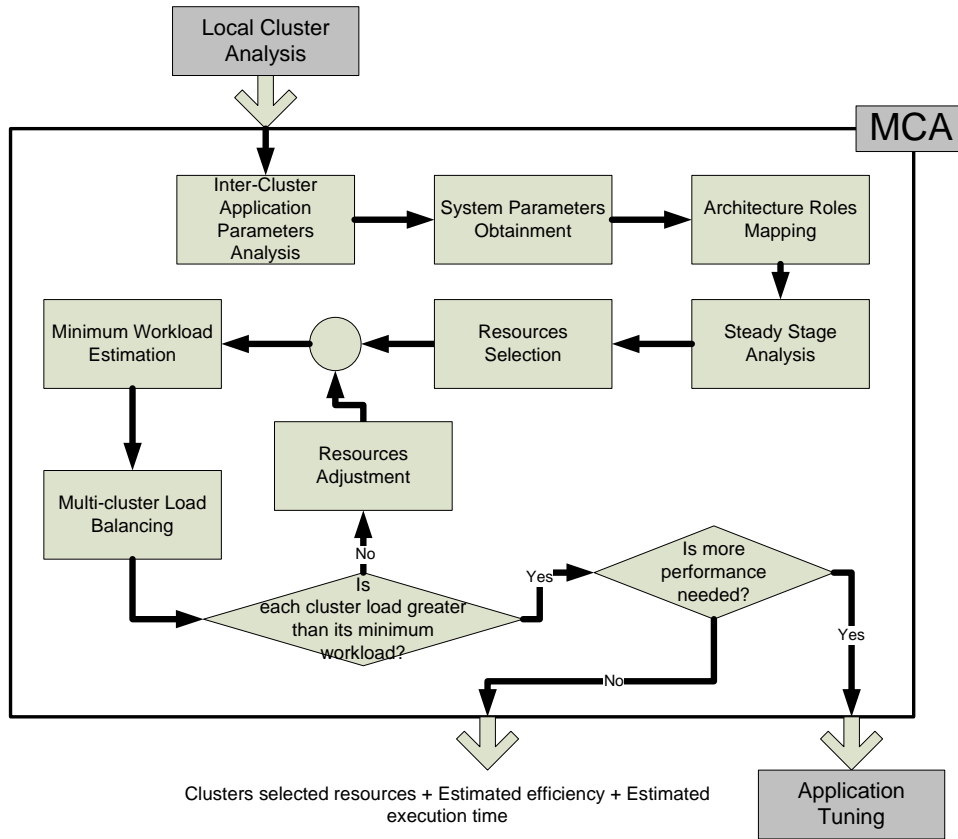 Local Cluster
Analysis
MCA
Inter-Cluster
Application
Parameters
Analysis
System Parameters
Obtainment
Architecture Roles
Mapping
Minimum Workload
Estimation
Resources
Selection
Steady Stage
Analysis
Resources
Adjustment
Multi-cluster Load
Balancing
No
Is
each cluster load greater
than its minimum
workload?
Yes
Is more
performance
needed?
Yes
No
Clusters selected resources + Estimated efficiency + Estimated
execution time
Application
Tuning